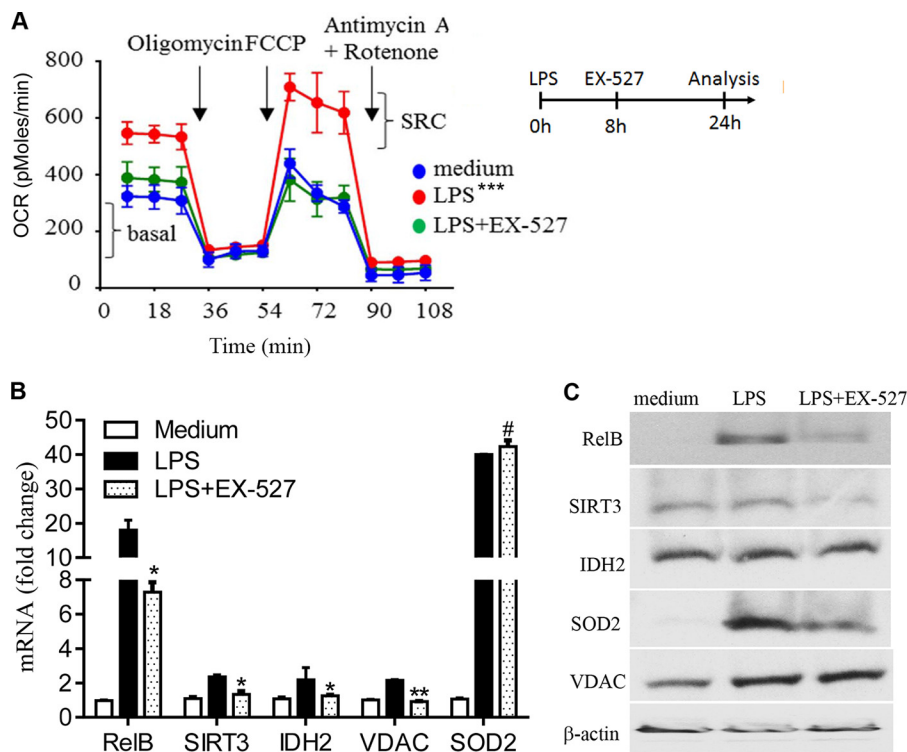 A
Oligomycin FCCP
Antimycin A
+ Rotenone
OCR (pMoles/min)
800
600
400
200
0
basal
SRC
medium
LPS***
LPS+EX-527
0 18 36 54 72 90 108
Time (min)
LPS EX-527 Analysis
0h 8h 24h
B
mRNA (fold change)
50
40
30
20
10
8
6
4
2
0
Medium
LPS
LPS+EX-527
* * * ** #
RelB SIRT3 IDH2 VDAC SOD2
C
medium LPS LPS+EX-527
RelB
SIRT3
IDH2
SOD2
VDAC
β-actin